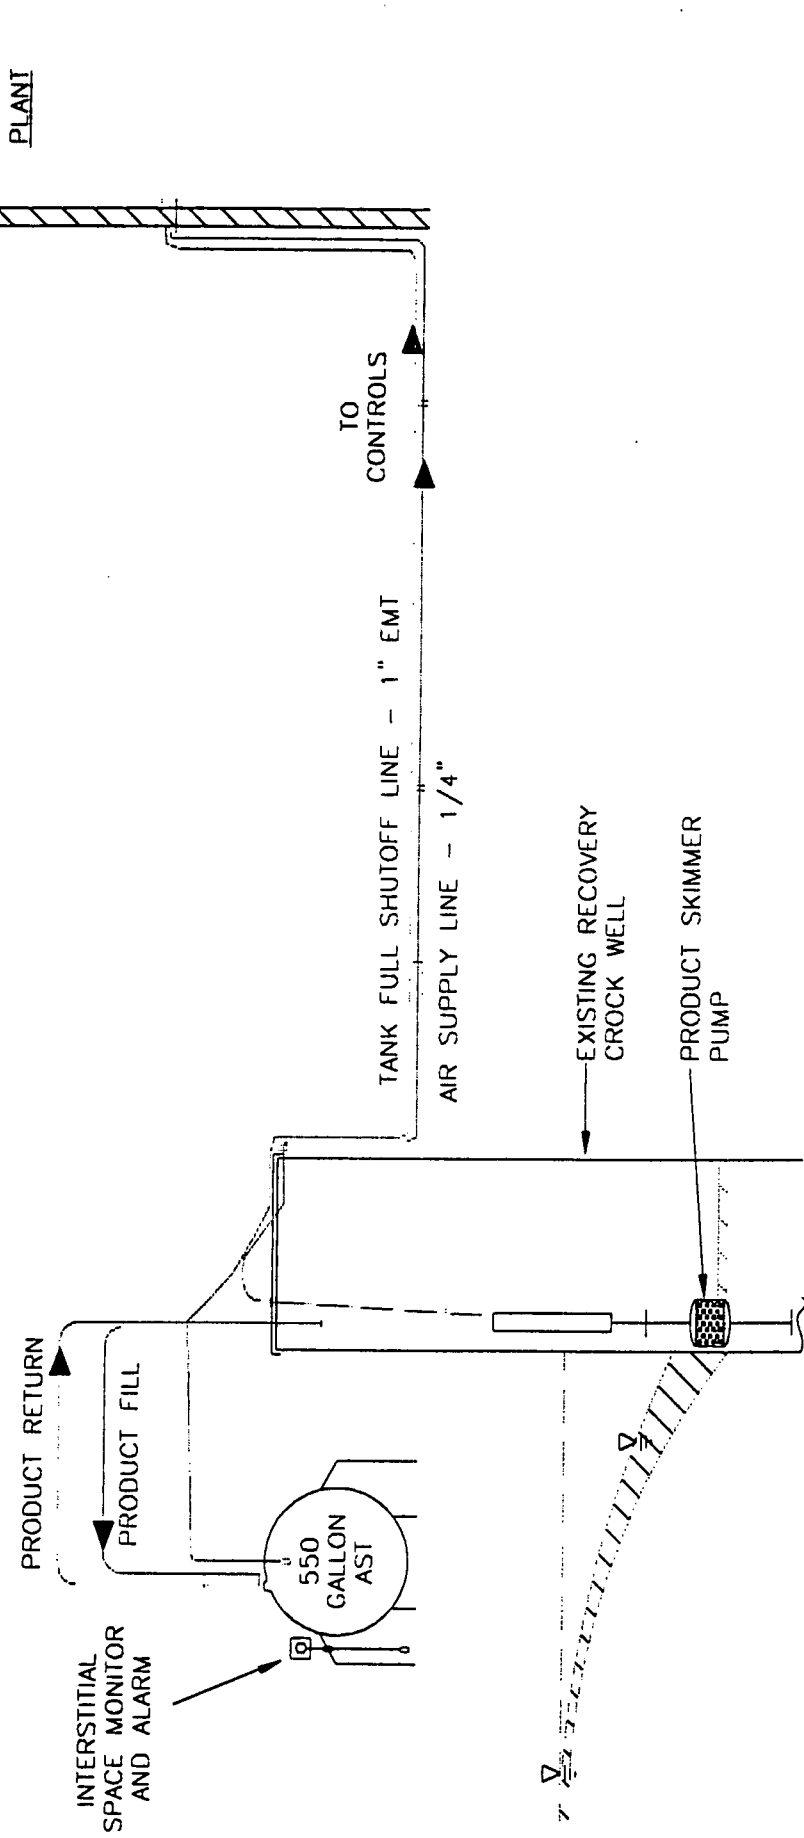 PLANT
PRODUCT RETURN
PRODUCT FILL
INTERSTITIAL
SPACE MONITOR
AND ALARM
550
GALLON
AST
TO
CONTROLS
TANK FULL SHUTOFF LINE - 1" EMT
AIR SUPPLY LINE - 1/4"
EXISTING RECOVERY
CROCK WELL
PRODUCT SKIMMER
PUMP